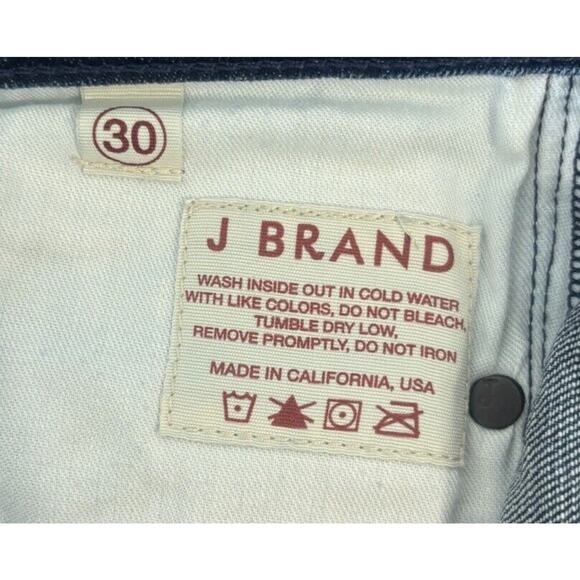 30
J BRAND
WASH INSIDE OUT IN COLD WATER
WITH LIKE COLORS, DO NOT BLEACH,
TUMBLE DRY LOW,
REMOVE PROMPTLY, DO NOT IRON
MADE IN CALIFORNIA, USA
J